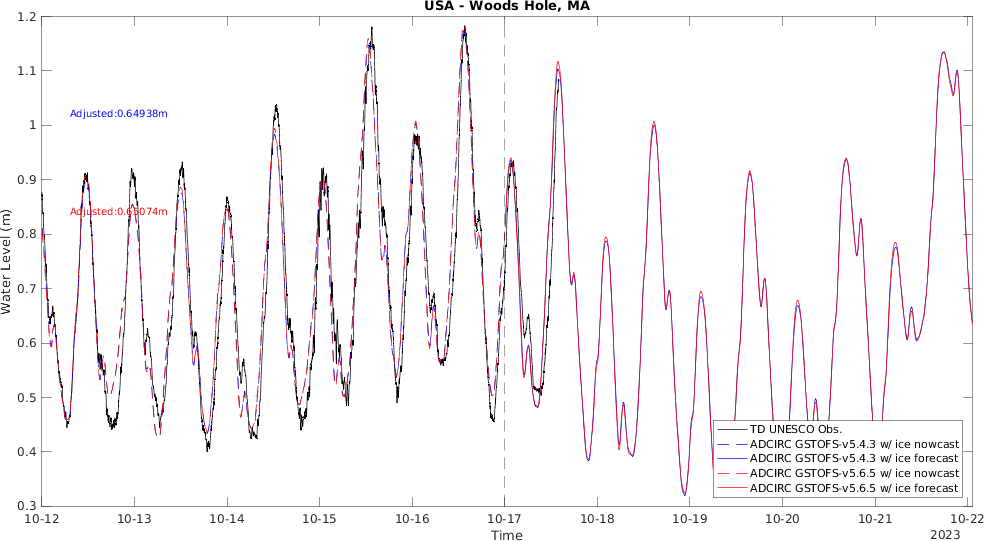 USA - Woods Hole, MA
1.2
1.1
1
0.9
0.8
0.7
0.6
0.5
0.4
0.3
Water Level (m)
Adjusted:0.64938m
Adjusted:0.65074m
TD UNESCO Obs.
ADCIRC GSTOFS-v5.4.3 w/ ice nowcast
ADCIRC GSTOFS-v5.4.3 w/ ice forecast
ADCIRC GSTOFS-v5.6.5 w/ ice nowcast
ADCIRC GSTOFS-v5.6.5 w/ ice forecast
10-12 10-13 10-14 10-15 10-16 10-17 10-18 10-19 10-20 10-21 10-22
Time
2023